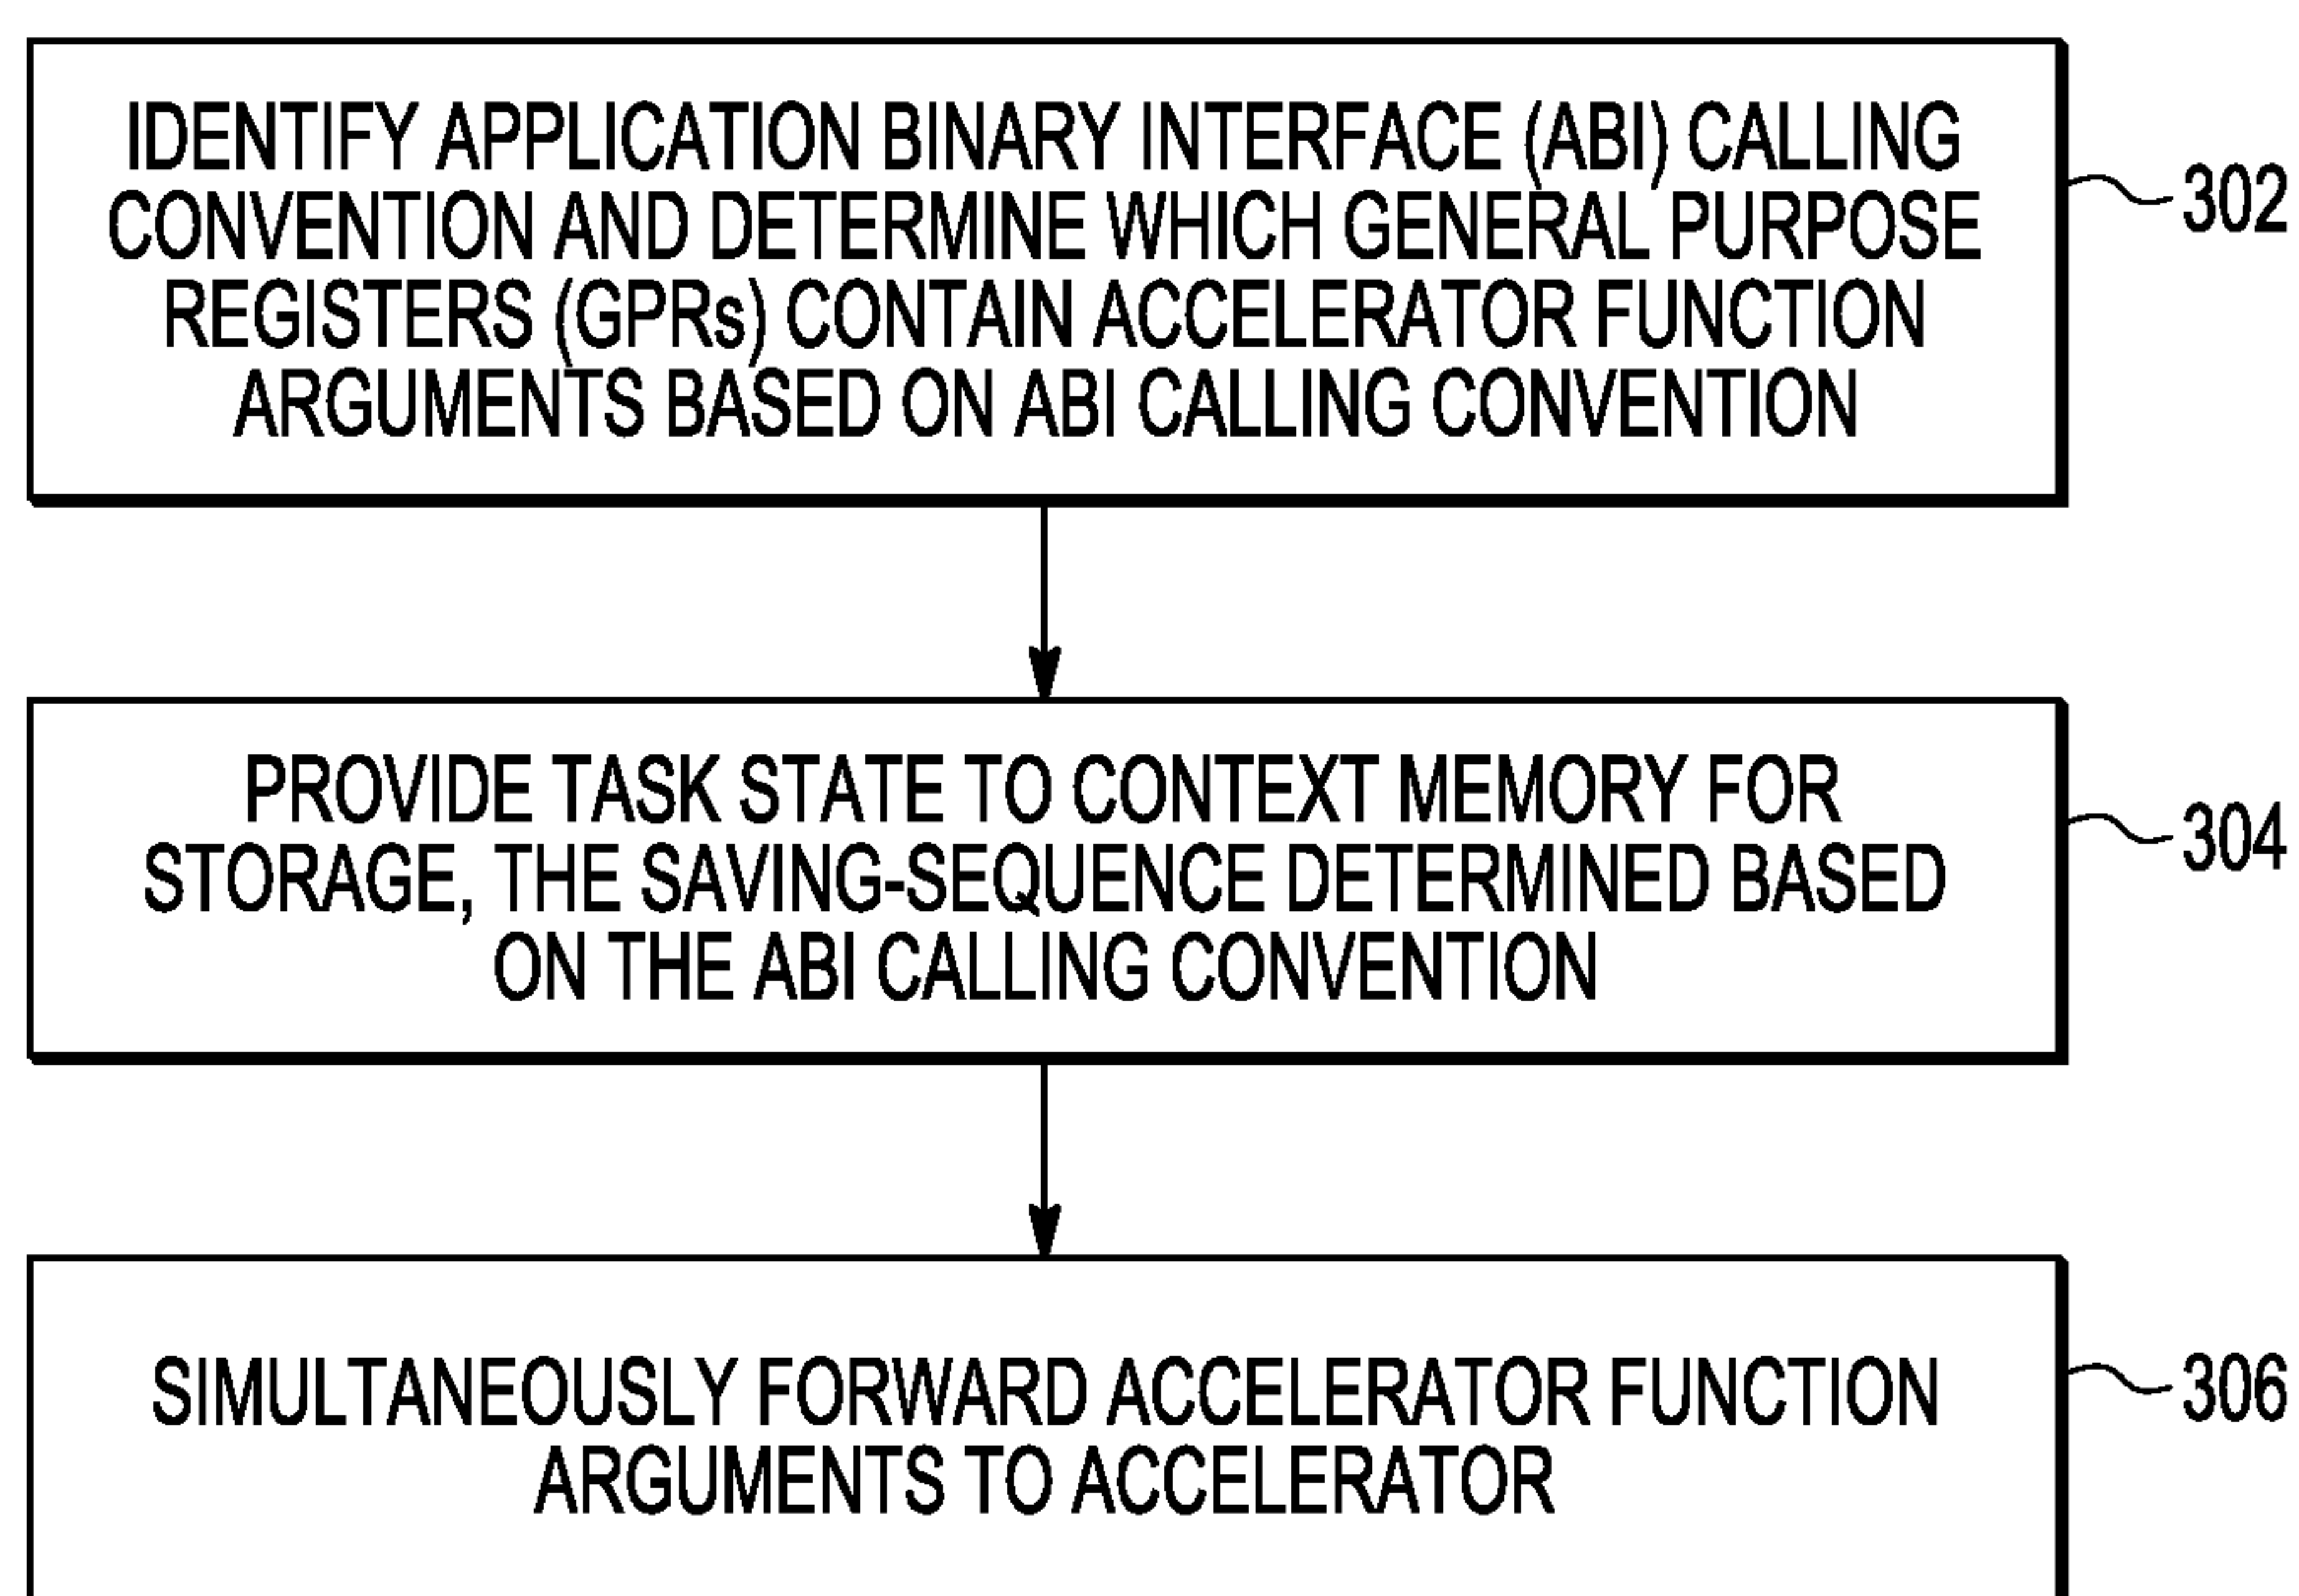 IDENTIFY APPLICATION BINARY INTERFACE (ABI) CALLING
CONVENTION AND DETERMINE WHICH GENERAL PURPOSE
REGISTERS (GPRs) CONTAIN ACCELERATOR FUNCTION
ARGUMENTS BASED ON ABI CALLING CONVENTION
302
PROVIDE TASK STATE TO CONTEXT MEMORY FOR
STORAGE, THE SAVING-SEQUENCE DETERMINED BASED
ON THE ABI CALLING CONVENTION
304
SIMULTANEOUSLY FORWARD ACCELERATOR FUNCTION
ARGUMENTS TO ACCELERATOR
306